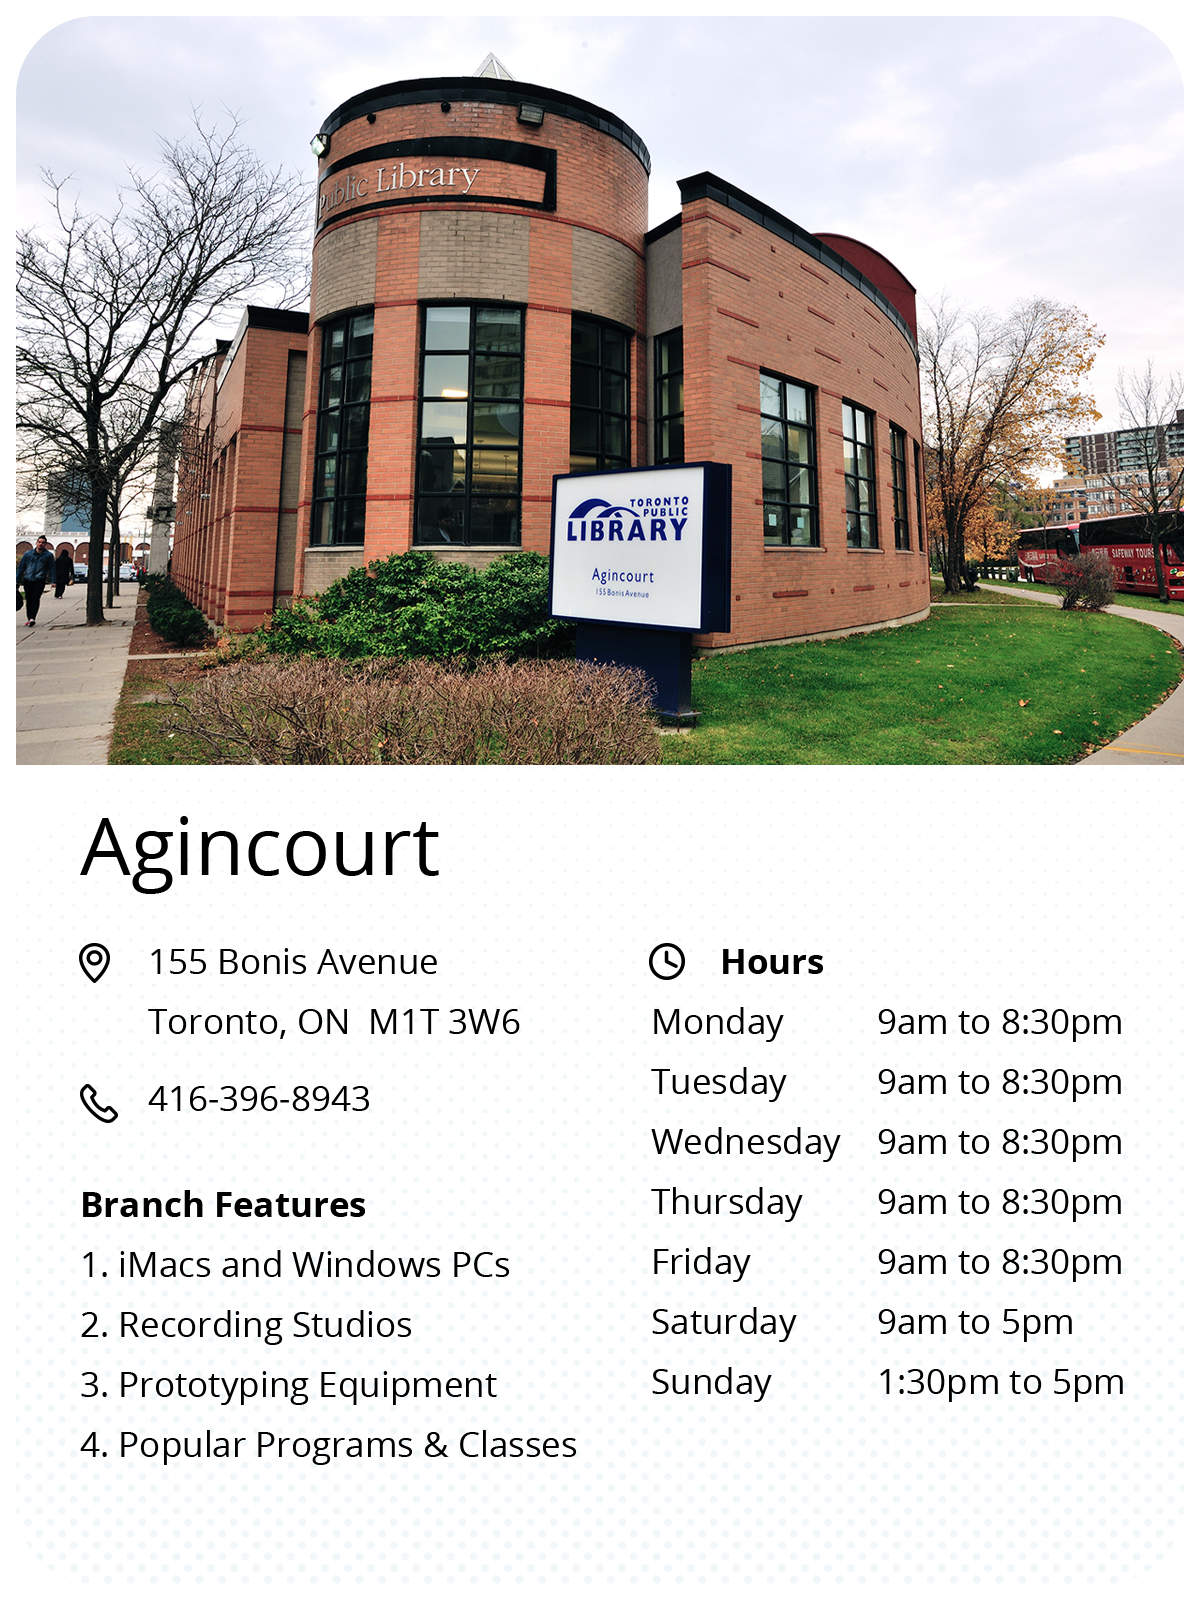 Public Library
TORONTO
PUBLIC
LIBRARY
Agincourt
155 Bonis Avenue
SAFEWAY TOURS
Agincourt
155 Bonis Avenue
Toronto, ON  M1T 3W6
416-396-8943
Branch Features
1. iMacs and Windows PCs
2. Recording Studios
3. Prototyping Equipment
4. Popular Programs & Classes
Hours
Monday 9am to 8:30pm
Tuesday 9am to 8:30pm
Wednesday 9am to 8:30pm
Thursday 9am to 8:30pm
Friday 9am to 8:30pm
Saturday 9am to 5pm
Sunday 1:30pm to 5pm